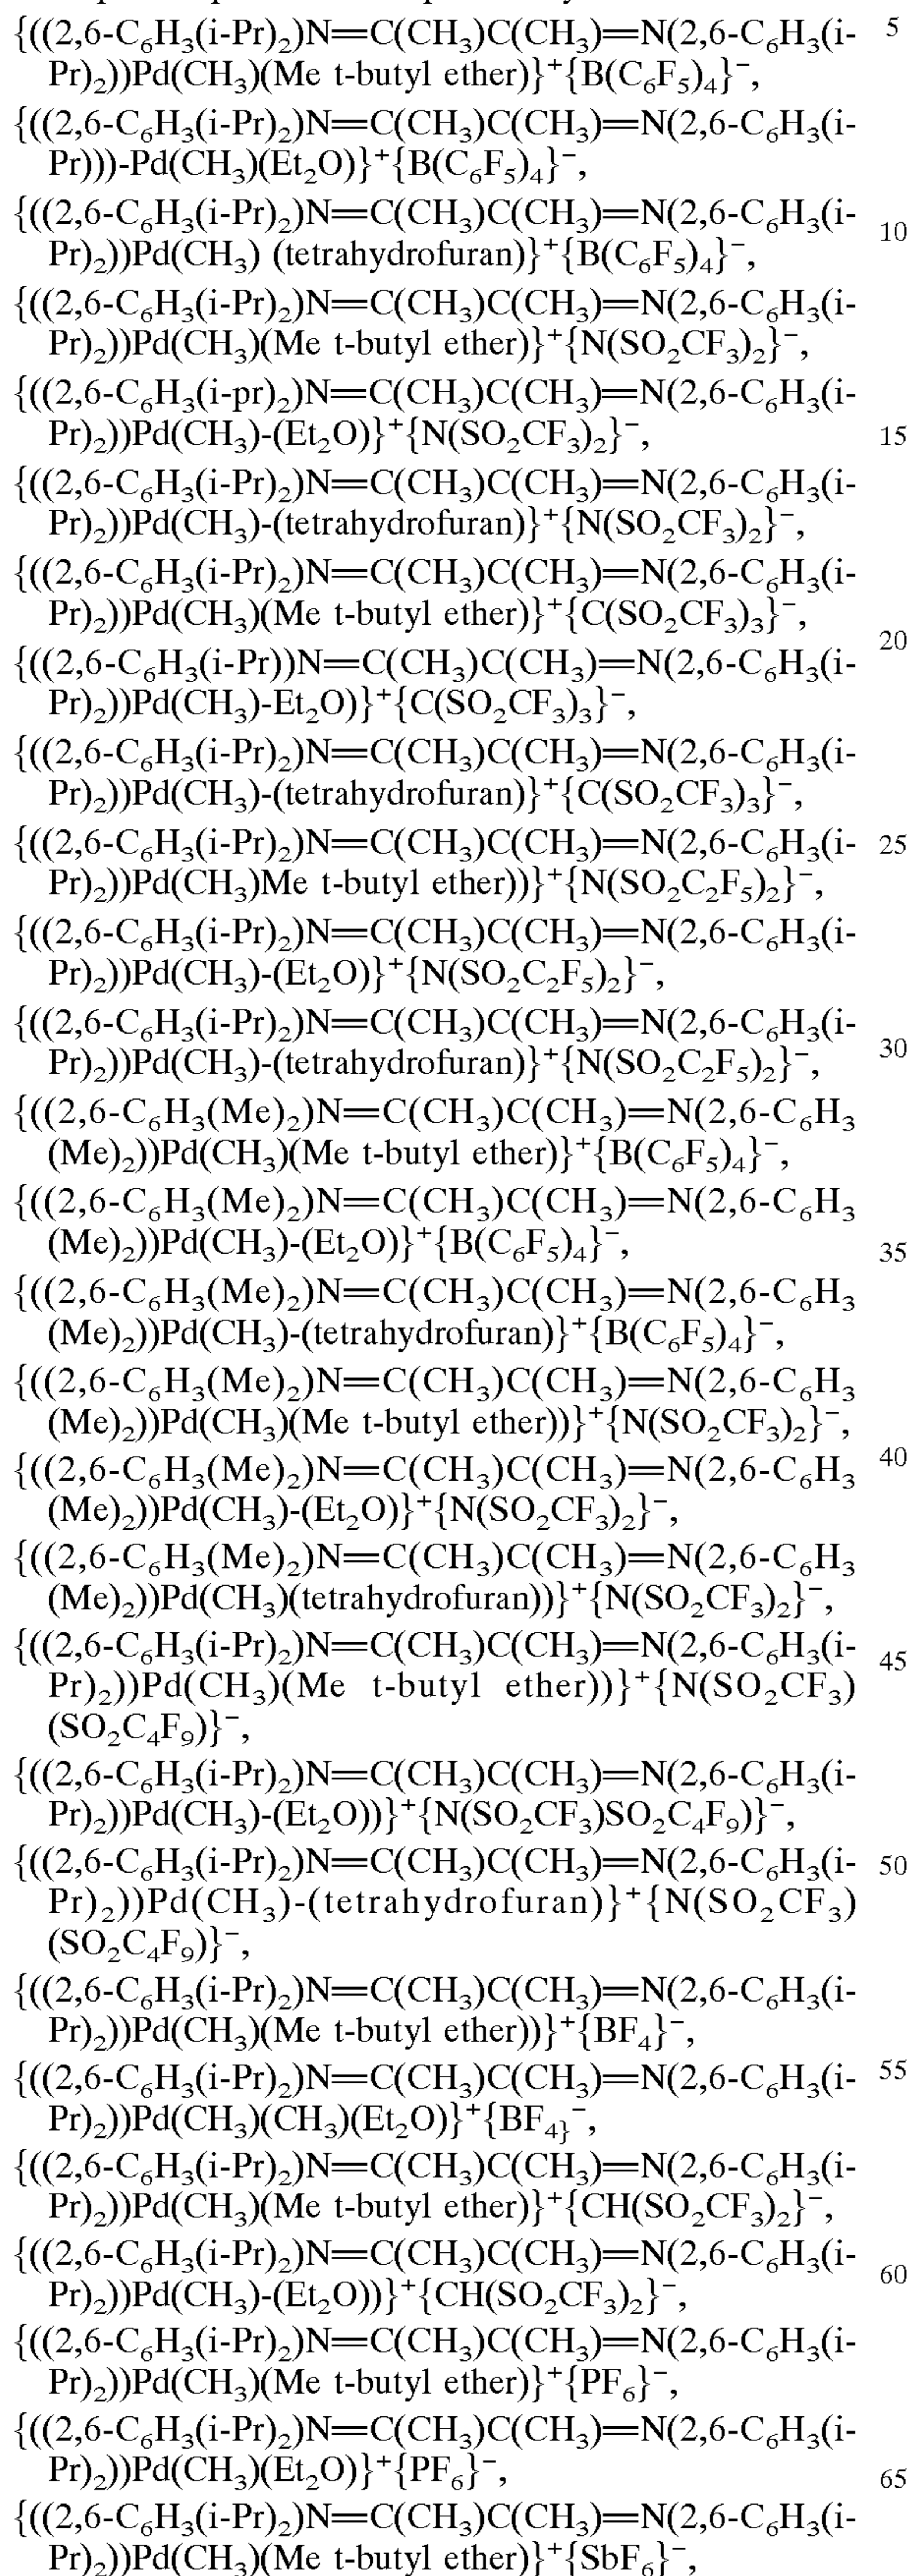 {((2,6-C₆H₃(i-Pr)₂)N=C(CH₃)C(CH₃)=N(2,6-C₆H₃(i- 5
Pr)₂))Pd(CH₃)(Me t-butyl ether)}⁺{B(C₆F₅)₄}⁻,
{((2,6-C₆H₃(i-Pr)₂)N=C(CH₃)C(CH₃)=N(2,6-C₆H₃(i-
Pr)))-Pd(CH₃)(Et₂O)}⁺{B(C₆F₅)₄}⁻,
{((2,6-C₆H₃(i-Pr)₂)N=C(CH₃)C(CH₃)=N(2,6-C₆H₃(i- 10
Pr)₂))Pd(CH₃) (tetrahydrofuran)}⁺{B(C₆F₅)₄}⁻,
{((2,6-C₆H₃(i-Pr)₂)N=C(CH₃)C(CH₃)=N(2,6-C₆H₃(i-
Pr)₂))Pd(CH₃)(Me t-butyl ether)}⁺{N(SO₂CF₃)₂}⁻,
{((2,6-C₆H₃(i-pr)₂)N=C(CH₃)C(CH₃)=N(2,6-C₆H₃(i-
Pr)₂))Pd(CH₃)-(Et₂O)}⁺{N(SO₂CF₃)₂}⁻, 15
{((2,6-C₆H₃(i-Pr)₂)N=C(CH₃)C(CH₃)=N(2,6-C₆H₃(i-
Pr)₂))Pd(CH₃)-(tetrahydrofuran)}⁺{N(SO₂CF₃)₂}⁻,
{((2,6-C₆H₃(i-Pr)₂)N=C(CH₃)C(CH₃)=N(2,6-C₆H₃(i-
Pr)₂))Pd(CH₃)(Me t-butyl ether)}⁺{C(SO₂CF₃)₃}⁻,
{((2,6-C₆H₃(i-Pr))N=C(CH₃)C(CH₃)=N(2,6-C₆H₃(i- 20
Pr)₂))Pd(CH₃)-Et₂O)}⁺{C(SO₂CF₃)₃}⁻,
{((2,6-C₆H₃(i-Pr)₂)N=C(CH₃)C(CH₃)=N(2,6-C₆H₃(i-
Pr)₂))Pd(CH₃)-(tetrahydrofuran)}⁺{C(SO₂CF₃)₃}⁻,
{((2,6-C₆H₃(i-Pr)₂)N=C(CH₃)C(CH₃)=N(2,6-C₆H₃(i- 25
Pr)₂))Pd(CH₃)Me t-butyl ether))}⁺{N(SO₂C₂F₅)₂}⁻,
{((2,6-C₆H₃(i-Pr)₂)N=C(CH₃)C(CH₃)=N(2,6-C₆H₃(i-
Pr)₂))Pd(CH₃)-(Et₂O)}⁺{N(SO₂C₂F₅)₂}⁻,
{((2,6-C₆H₃(i-Pr)₂)N=C(CH₃)C(CH₃)=N(2,6-C₆H₃(i- 30
Pr)₂))Pd(CH₃)-(tetrahydrofuran)}⁺{N(SO₂C₂F₅)₂}⁻,
{((2,6-C₆H₃(Me)₂)N=C(CH₃)C(CH₃)=N(2,6-C₆H₃
(Me)₂))Pd(CH₃)(Me t-butyl ether)}⁺{B(C₆F₅)₄}⁻,
{((2,6-C₆H₃(Me)₂)N=C(CH₃)C(CH₃)=N(2,6-C₆H₃
(Me)₂))Pd(CH₃)-(Et₂O)}⁺{B(C₆F₅)₄}⁻, 35
{((2,6-C₆H₃(Me)₂)N=C(CH₃)C(CH₃)=N(2,6-C₆H₃
(Me)₂))Pd(CH₃)-(tetrahydrofuran)}⁺{B(C₆F₅)₄}⁻,
{((2,6-C₆H₃(Me)₂)N=C(CH₃)C(CH₃)=N(2,6-C₆H₃
(Me)₂))Pd(CH₃)(Me t-butyl ether))}⁺{N(SO₂CF₃)₂}⁻,
{((2,6-C₆H₃(Me)₂)N=C(CH₃)C(CH₃)=N(2,6-C₆H₃ 40
(Me)₂))Pd(CH₃)-(Et₂O)}⁺{N(SO₂CF₃)₂}⁻,
{((2,6-C₆H₃(Me)₂)N=C(CH₃)C(CH₃)=N(2,6-C₆H₃
(Me)₂))Pd(CH₃)(tetrahydrofuran))}⁺{N(SO₂CF₃)₂}⁻,
{((2,6-C₆H₃(i-Pr)₂)N=C(CH₃)C(CH₃)=N(2,6-C₆H₃(i- 45
Pr)₂))Pd(CH₃)(Me t-butyl ether))}⁺{N(SO₂CF₃)
(SO₂C₄F₉)}⁻,
{((2,6-C₆H₃(i-Pr)₂)N=C(CH₃)C(CH₃)=N(2,6-C₆H₃(i-
Pr)₂))Pd(CH₃)-(Et₂O))}⁺{N(SO₂CF₃)SO₂C₄F₉)}⁻,
{((2,6-C₆H₃(i-Pr)₂)N=C(CH₃)C(CH₃)=N(2,6-C₆H₃(i- 50
Pr)₂))Pd(CH₃)-(tetrahydrofuran)}⁺{N(SO₂CF₃)
(SO₂C₄F₉)}⁻,
{((2,6-C₆H₃(i-Pr)₂)N=C(CH₃)C(CH₃)=N(2,6-C₆H₃(i-
Pr)₂))Pd(CH₃)(Me t-butyl ether))}⁺{BF₄}⁻,
{((2,6-C₆H₃(i-Pr)₂)N=C(CH₃)C(CH₃)=N(2,6-C₆H₃(i- 55
Pr)₂))Pd(CH₃)(CH₃)(Et₂O)}⁺{BF₄}⁻,
{((2,6-C₆H₃(i-Pr)₂)N=C(CH₃)C(CH₃)=N(2,6-C₆H₃(i-
Pr)₂))Pd(CH₃)(Me t-butyl ether)}⁺{CH(SO₂CF₃)₂}⁻,
{((2,6-C₆H₃(i-Pr)₂)N=C(CH₃)C(CH₃)=N(2,6-C₆H₃(i- 60
Pr)₂))Pd(CH₃)-(Et₂O))}⁺{CH(SO₂CF₃)₂}⁻,
{((2,6-C₆H₃(i-Pr)₂)N=C(CH₃)C(CH₃)=N(2,6-C₆H₃(i-
Pr)₂))Pd(CH₃)(Me t-butyl ether)}⁺{PF₆}⁻,
{((2,6-C₆H₃(i-Pr)₂)N=C(CH₃)C(CH₃)=N(2,6-C₆H₃(i-
Pr)₂))Pd(CH₃)(Et₂O)}⁺{PF₆}⁻, 65
{((2,6-C₆H₃(i-Pr)₂)N=C(CH₃)C(CH₃)=N(2,6-C₆H₃(i-
Pr)₂))Pd(CH₃)(Me t-butyl ether)}⁺{SbF₆}⁻,